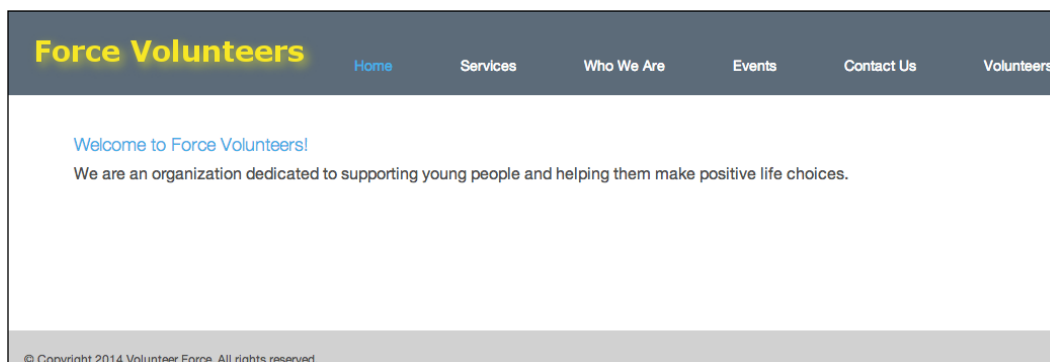 Force Volunteers
Home Services Who We Are Events Contact Us Volunteers
Welcome to Force Volunteers!
We are an organization dedicated to supporting young people and helping them make positive life choices.
© Copyright 2014 Volunteer Force. All rights reserved.